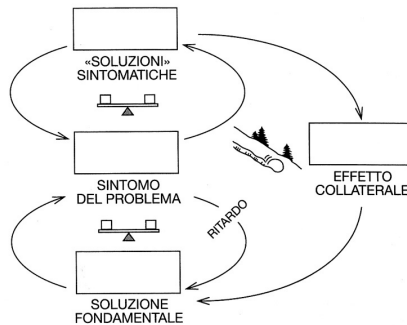 «SOLUZIONI»
SINTOMATICHE
SINTOMO
DEL PROBLEMA
EFFETTO
COLLATERALE
RITARDO
SOLUZIONE
FONDAMENTALE